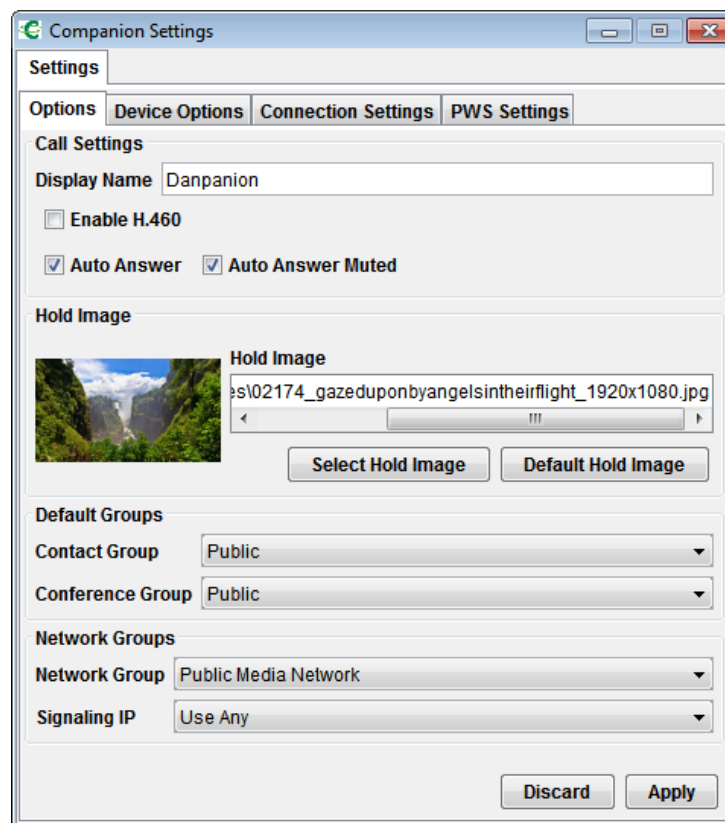 Companion Settings
Settings
Options Device Options Connection Settings PWS Settings
Call Settings
Display Name Danpanion
Enable H.460
Auto Answer Auto Answer Muted
Hold Image
Hold Image
es\02174_gazeduponbyangelsintheirflight_1920x1080.jpg
Select Hold Image Default Hold Image
Default Groups
Contact Group Public
Conference Group Public
Network Groups
Network Group Public Media Network
Signaling IP Use Any
Discard Apply